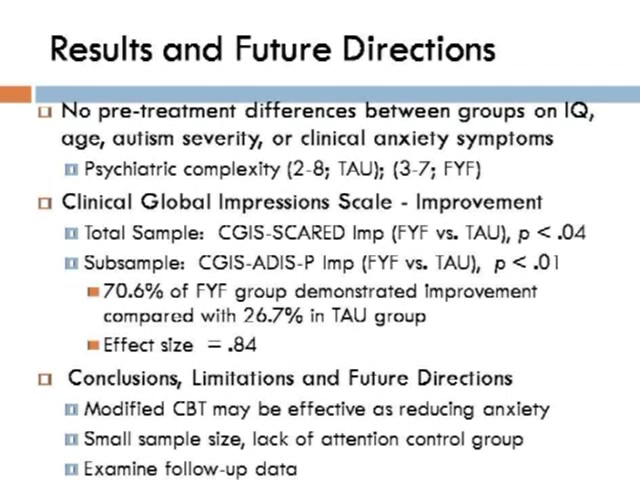 Results and Future Directions
No pre-treatment differences between groups on IQ,
age, autism severity, or clinical anxiety symptoms
Psychiatric complexity (2-8; TAU); (3-7; FYF)
Clinical Global Impressions Scale - Improvement
Total Sample: CGIS-SCARED Imp (FYF vs. TAU), p < .04
Subsample: CGIS-ADIS-P Imp (FYF vs. TAU), p < .01
70.6% of FYF group demonstrated improvement
compared with 26.7% in TAU group
Effect size = .84
Conclusions, Limitations and Future Directions
Modified CBT may be effective as reducing anxiety
Small sample size, lack of attention control group
Examine follow-up data